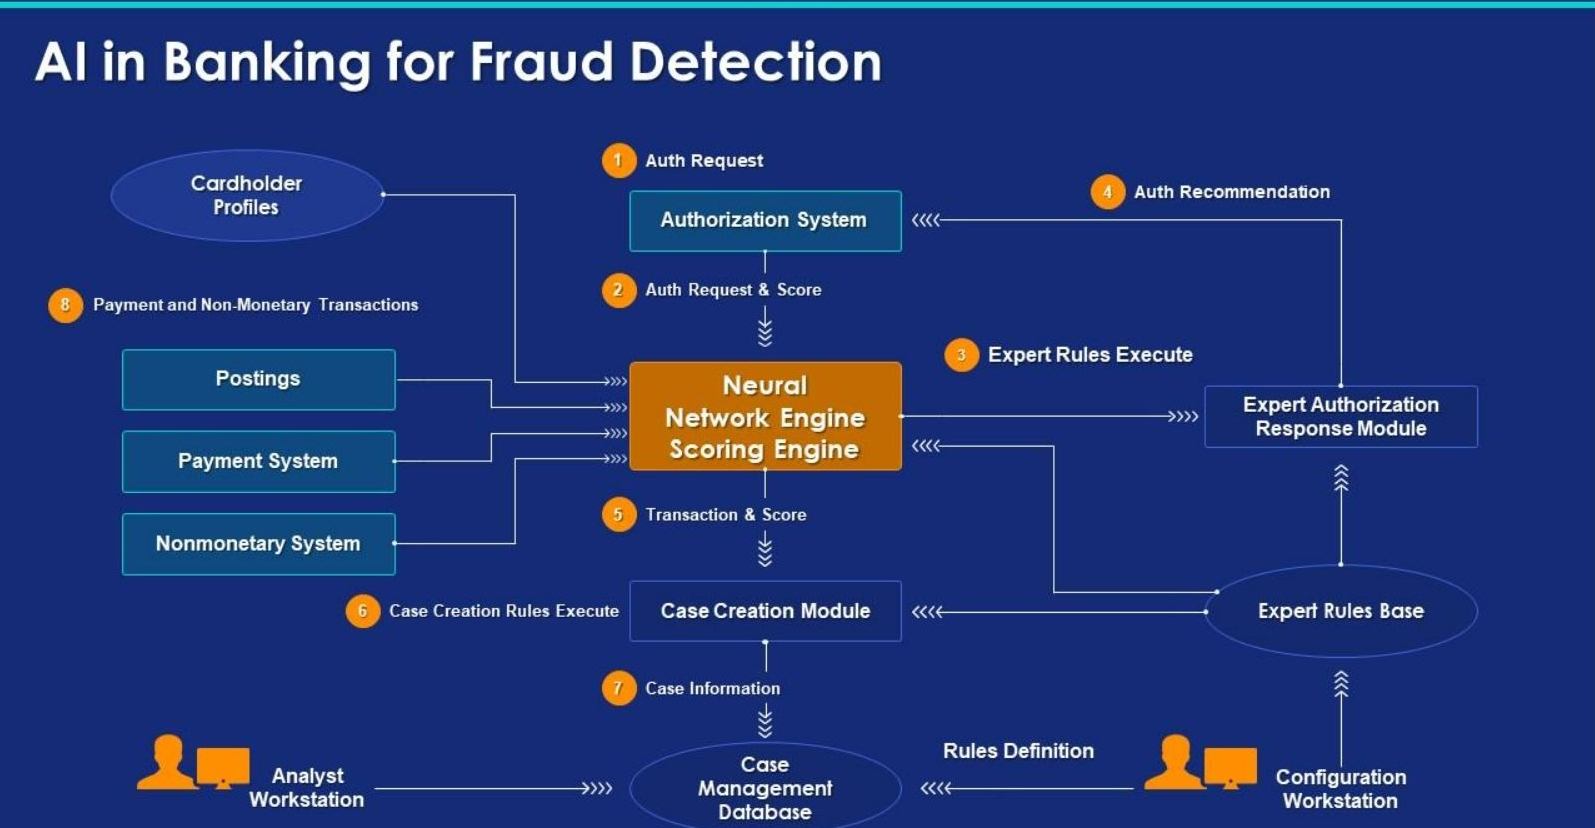 AI in Banking for Fraud Detection
1 Auth Request
Cardholder
Profiles
Authorization System
4 Auth Recommendation
2 Auth Request & Score
8 Payment and Non-Monetary Transactions
3 Expert Rules Execute
Postings
Neural
Network Engine
Scoring Engine
Expert Authorization
Response Module
Payment System
5 Transaction & Score
Nonmonetary System
6 Case Creation Rules Execute
Case Creation Module
Expert Rules Base
7 Case Information
Rules Definition
Analyst
Workstation
Case
Management
Database
Configuration
Workstation